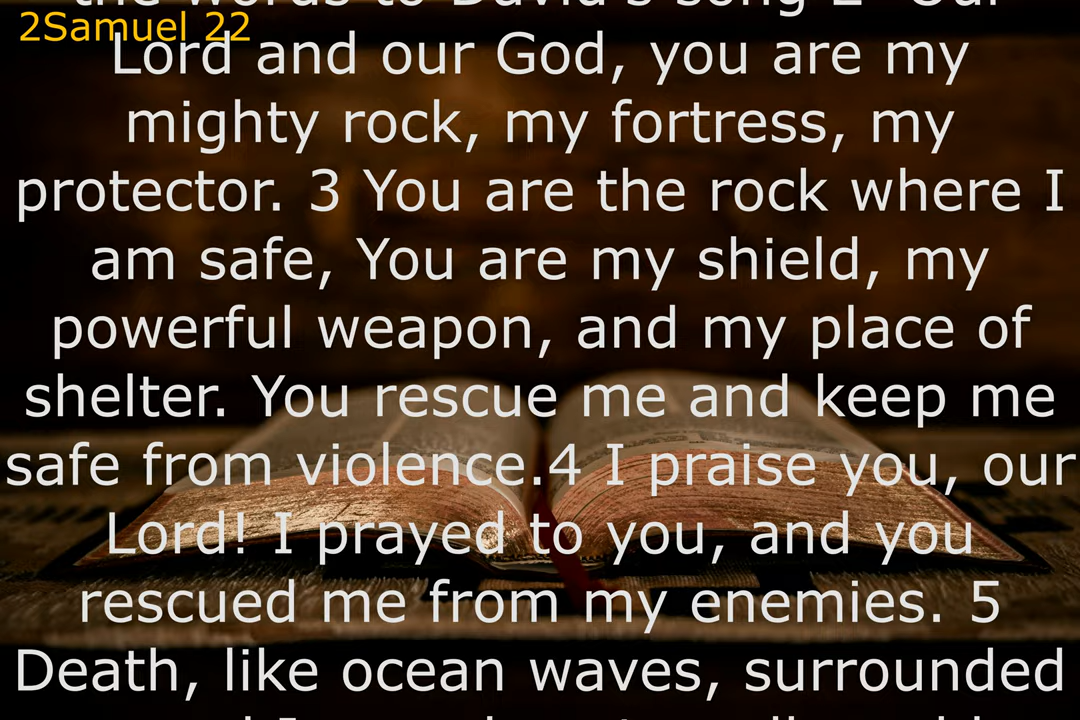 the words to David's song 2 Our
2Samuel 22
Lord and our God, you are my
mighty rock, my fortress, my
protector. 3 You are the rock where I
am safe, You are my shield, my
powerful weapon, and my place of
shelter. You rescue me and keep me
safe from violence.4 I praise you, our
Lord! I prayed to you, and you
rescued me from my enemies. 5
Death, like ocean waves, surrounded